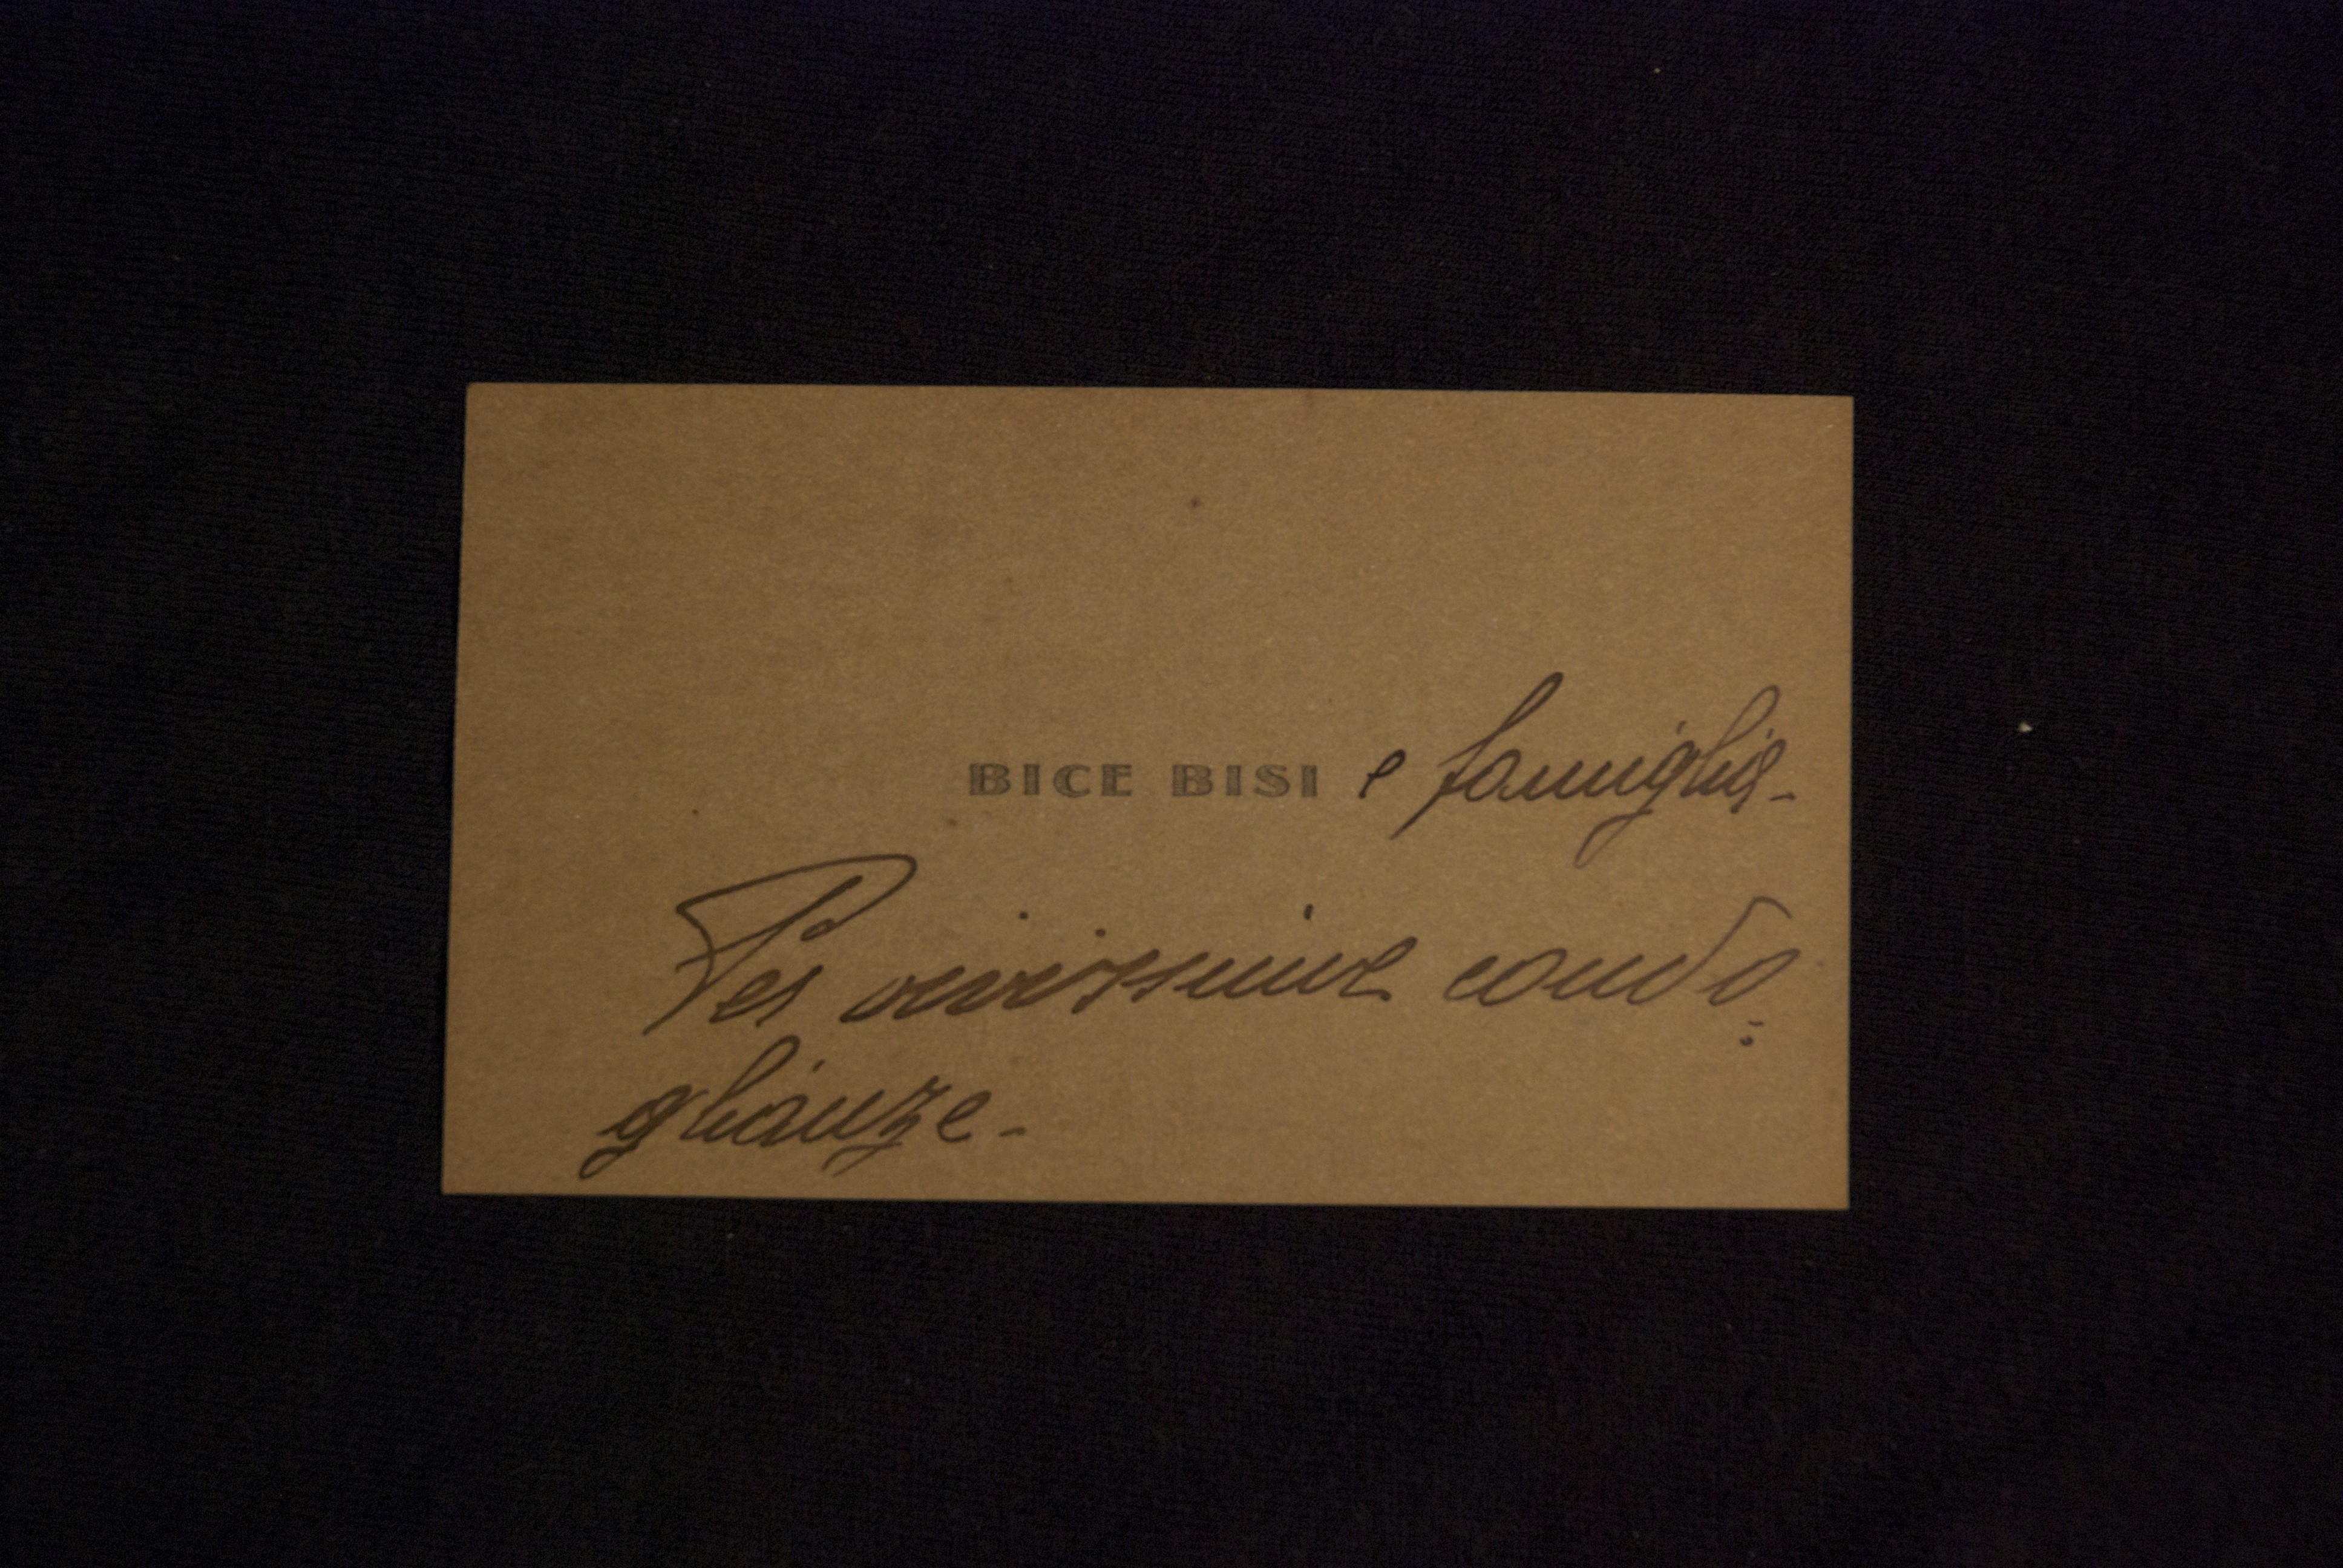 BICE BISI e famiglia-
Per vivissime condo
glianze-